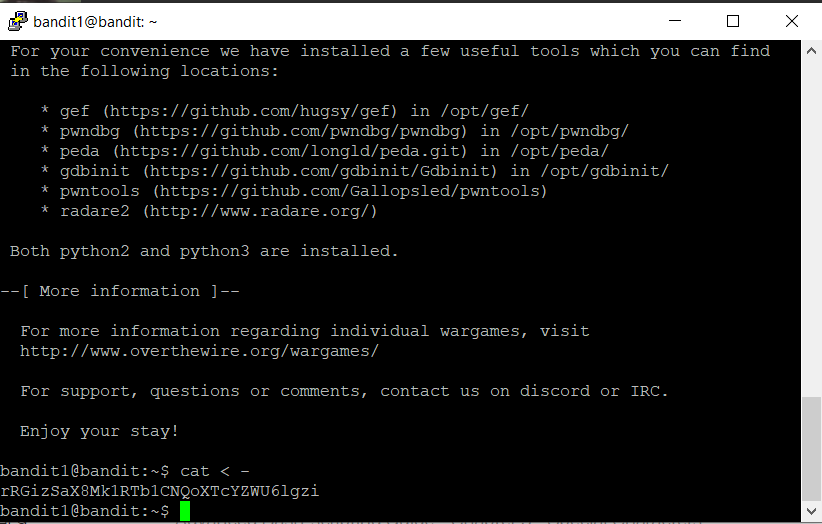 bandit1@bandit: ~
For your convenience we have installed a few useful tools which you can find
in the following locations:
* gef (https://github.com/hugsy/gef) in /opt/gef/
* pwndbg (https://github.com/pwndbg/pwndbg) in /opt/pwndbg/
* peda (https://github.com/longld/peda.git) in /opt/peda/
* gdbinit (https://github.com/gdbinit/Gdbinit) in /opt/gdbinit/
* pwntools (https://github.com/Gallopsled/pwntools)
* radare2 (http://www.radare.org/)
Both python2 and python3 are installed.
--[ More information ]--
For more information regarding individual wargames, visit
http://www.overthewire.org/wargames/
For support, questions or comments, contact us on discord or IRC.
Enjoy your stay!
bandit1@bandit:~$ cat < -
rRGizSaX8Mk1RTb1CNQoXTcYZWU6lgzi
bandit1@bandit:~$